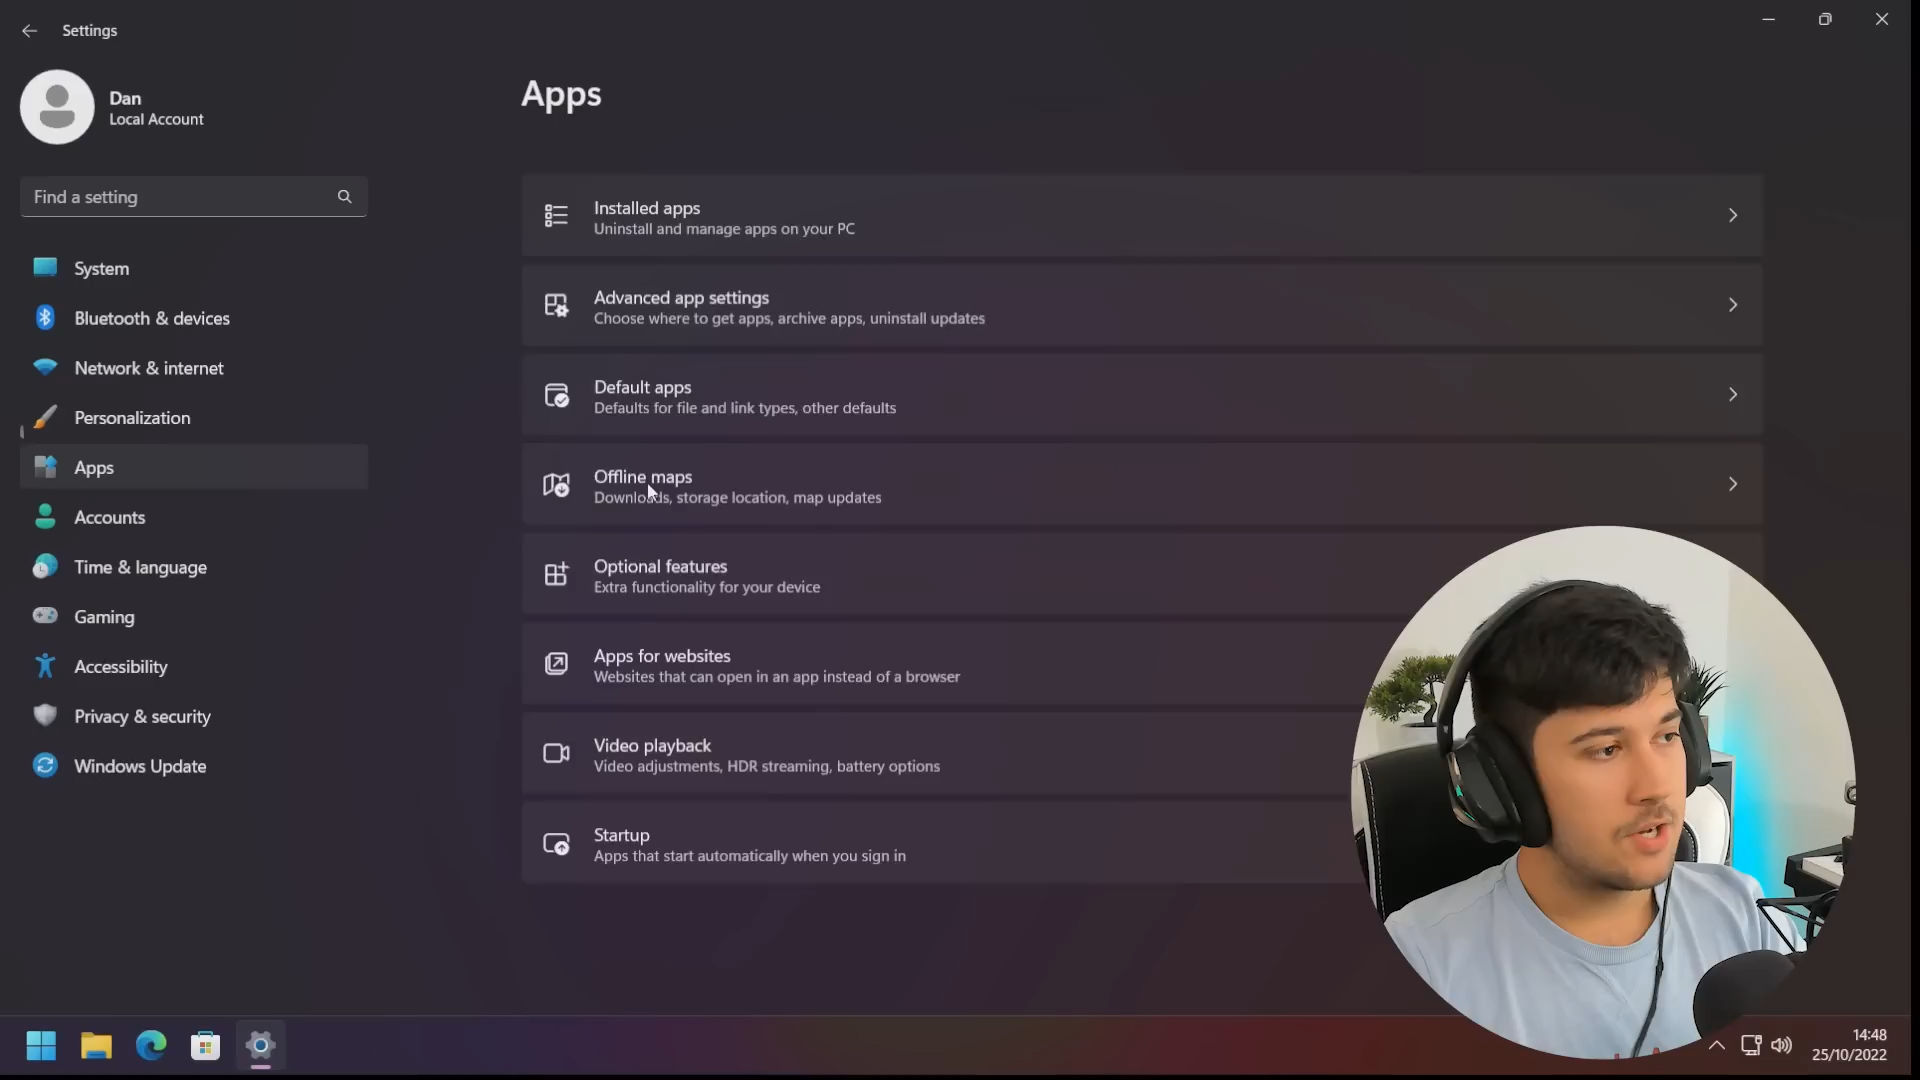 Settings
Dan
Local Account
Find a setting
System
Bluetooth & devices
Network & internet
Personalization
Apps
Accounts
Time & language
Gaming
Accessibility
Privacy & security
Windows Update
Apps
Installed apps
Uninstall and manage apps on your PC
Advanced app settings
Choose where to get apps, archive apps, uninstall updates
Default apps
Defaults for file and link types, other defaults
Offline maps
Downloads, storage location, map updates
Optional features
Extra functionality for your device
Apps for websites
Websites that can open in an app instead of a browser
Video playback
Video adjustments, HDR streaming, battery options
Startup
Apps that start automatically when you sign in
14:48
25/10/2022